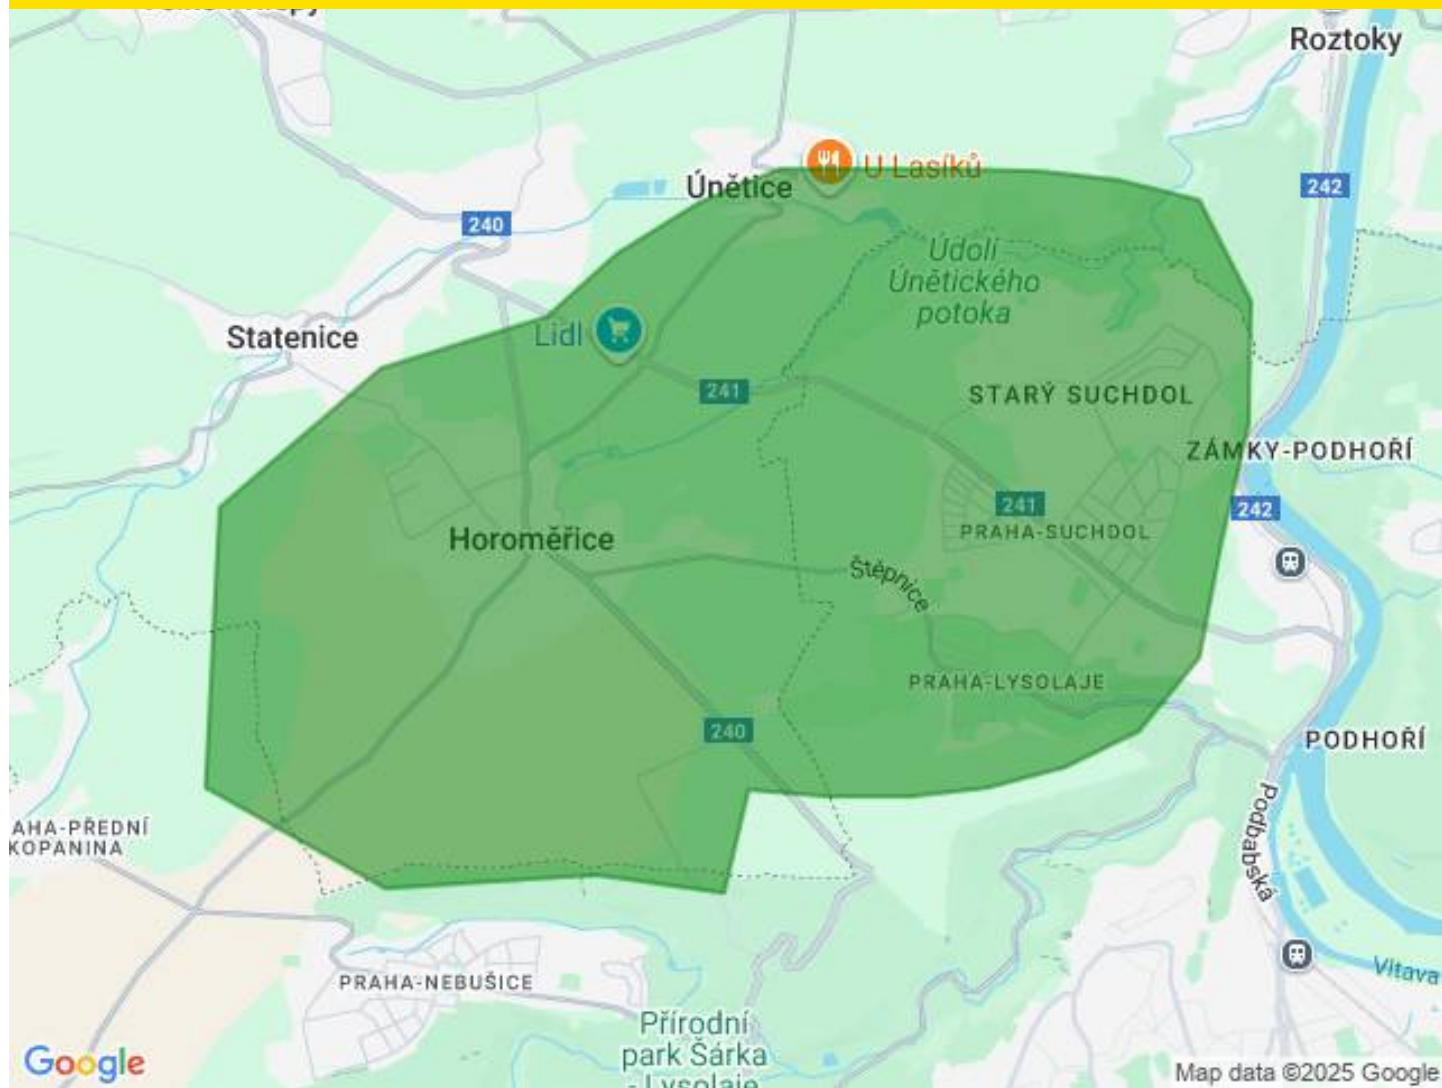 Roztoky
U Lasíků
Únětice
242
240
Údolí
Únětického
potoka
Statenice
Lidl
241
STARÝ SUCHDOL
ZÁMKY-PODHOŘÍ
241
242
PRAHA-SUCHDOL
Horoměřice
Štěpnice
PRAHA-LYSOLAJE
240
PODHOŘÍ
AHA-PŘEDNÍ
KOPANINA
Podbabská
PRAHA-NEBUŠICE
Vltava
Přírodní
park Šárka
- Lysolaje
Google
Map data ©2025 Google